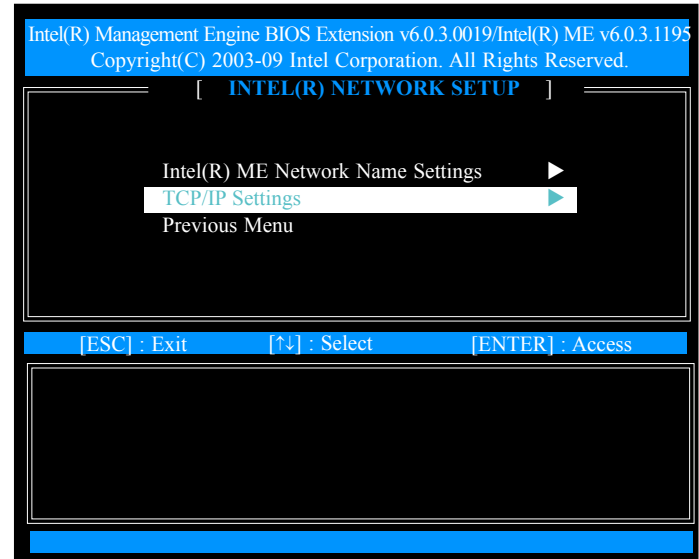 Intel(R) Management Engine BIOS Extension v6.0.3.0019/Intel(R) ME v6.0.3.1195
Copyright(C) 2003-09 Intel Corporation. All Rights Reserved.
[ INTEL(R) NETWORK SETUP ]
Intel(R) ME Network Name Settings ▶
TCP/IP Settings ▶
Previous Menu
[ESC] : Exit [↑↓] : Select [ENTER] : Access